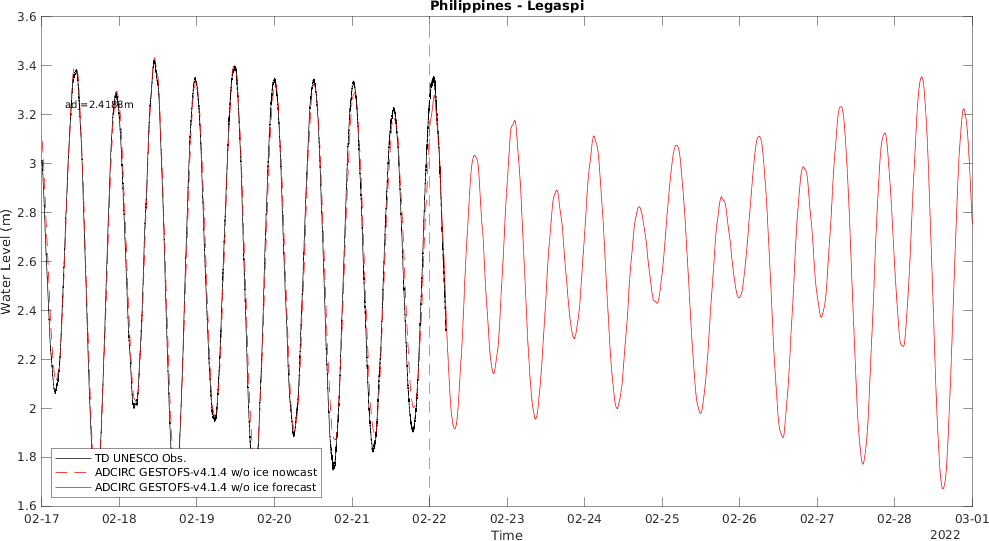 Philippines - Legaspi
3.6
3.4
3.2
3
2.8
2.6
2.4
2.2
2
1.8
1.6
Water Level (m)
adj=2.4183m
TD UNESCO Obs.
ADCIRC GESTOFS-v4.1.4 w/o ice nowcast
ADCIRC GESTOFS-v4.1.4 w/o ice forecast
02-17 02-18 02-19 02-20 02-21 02-22 02-23 02-24 02-25 02-26 02-27 02-28 03-01
Time
2022